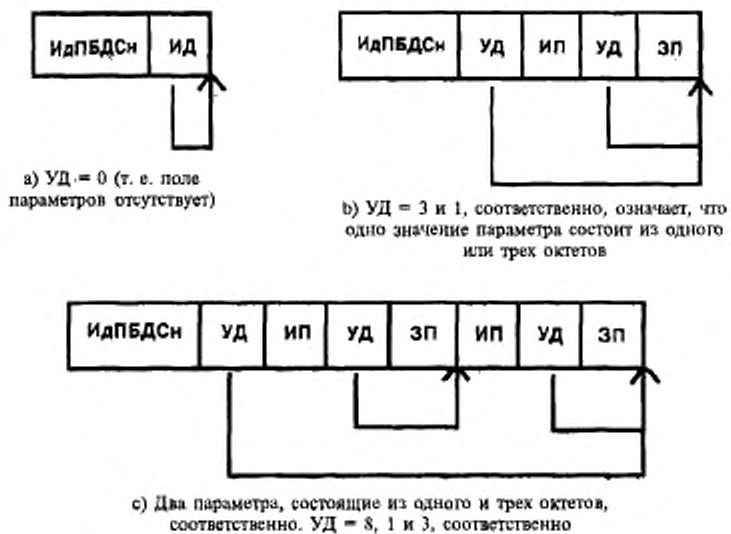 ИдПБДСн ИД
ИдПБДСн УД ИП УД ЗП
а) УД = 0 (т. е. поле
параметров отсутствует)
b) УД = 3 и 1, соответственно, означает, что
одно значение параметра состоит из одного
или трех октетов
ИдПБДСн УД ИП УД ЗП ИП УД ЗП
с) Два параметра, состоящие из одного и трех октетов,
соответственно. УД = 8, 1 и 3, соответственно